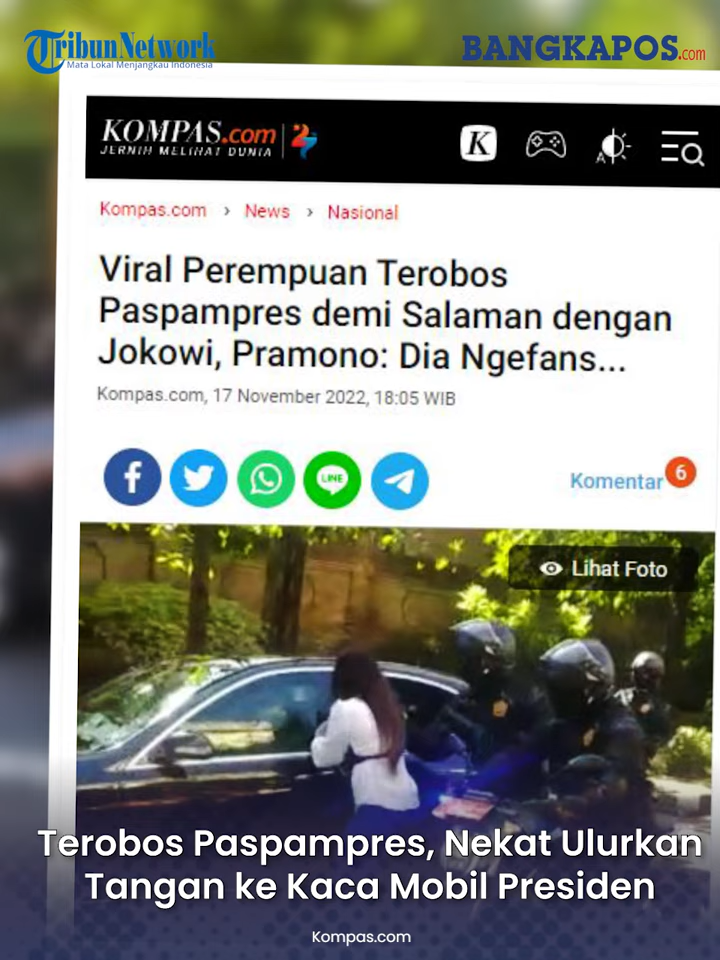 TribunNetwork
Mata Lokal Menjangkau Indonesia
BANGKAPOS.com
KOMPAS.com
JERNIH MELIHAT DUNIA
K
A
Kompas.com › News › Nasional
Viral Perempuan Terobos
Paspampres demi Salaman dengan
Jokowi, Pramono: Dia Ngefans...
Kompas.com, 17 November 2022, 18:05 WIB
LINE
Komentar 6
Lihat Foto
Terobos Paspampres, Nekat Ulurkan
Tangan ke Kaca Mobil Presiden
Kompas.com